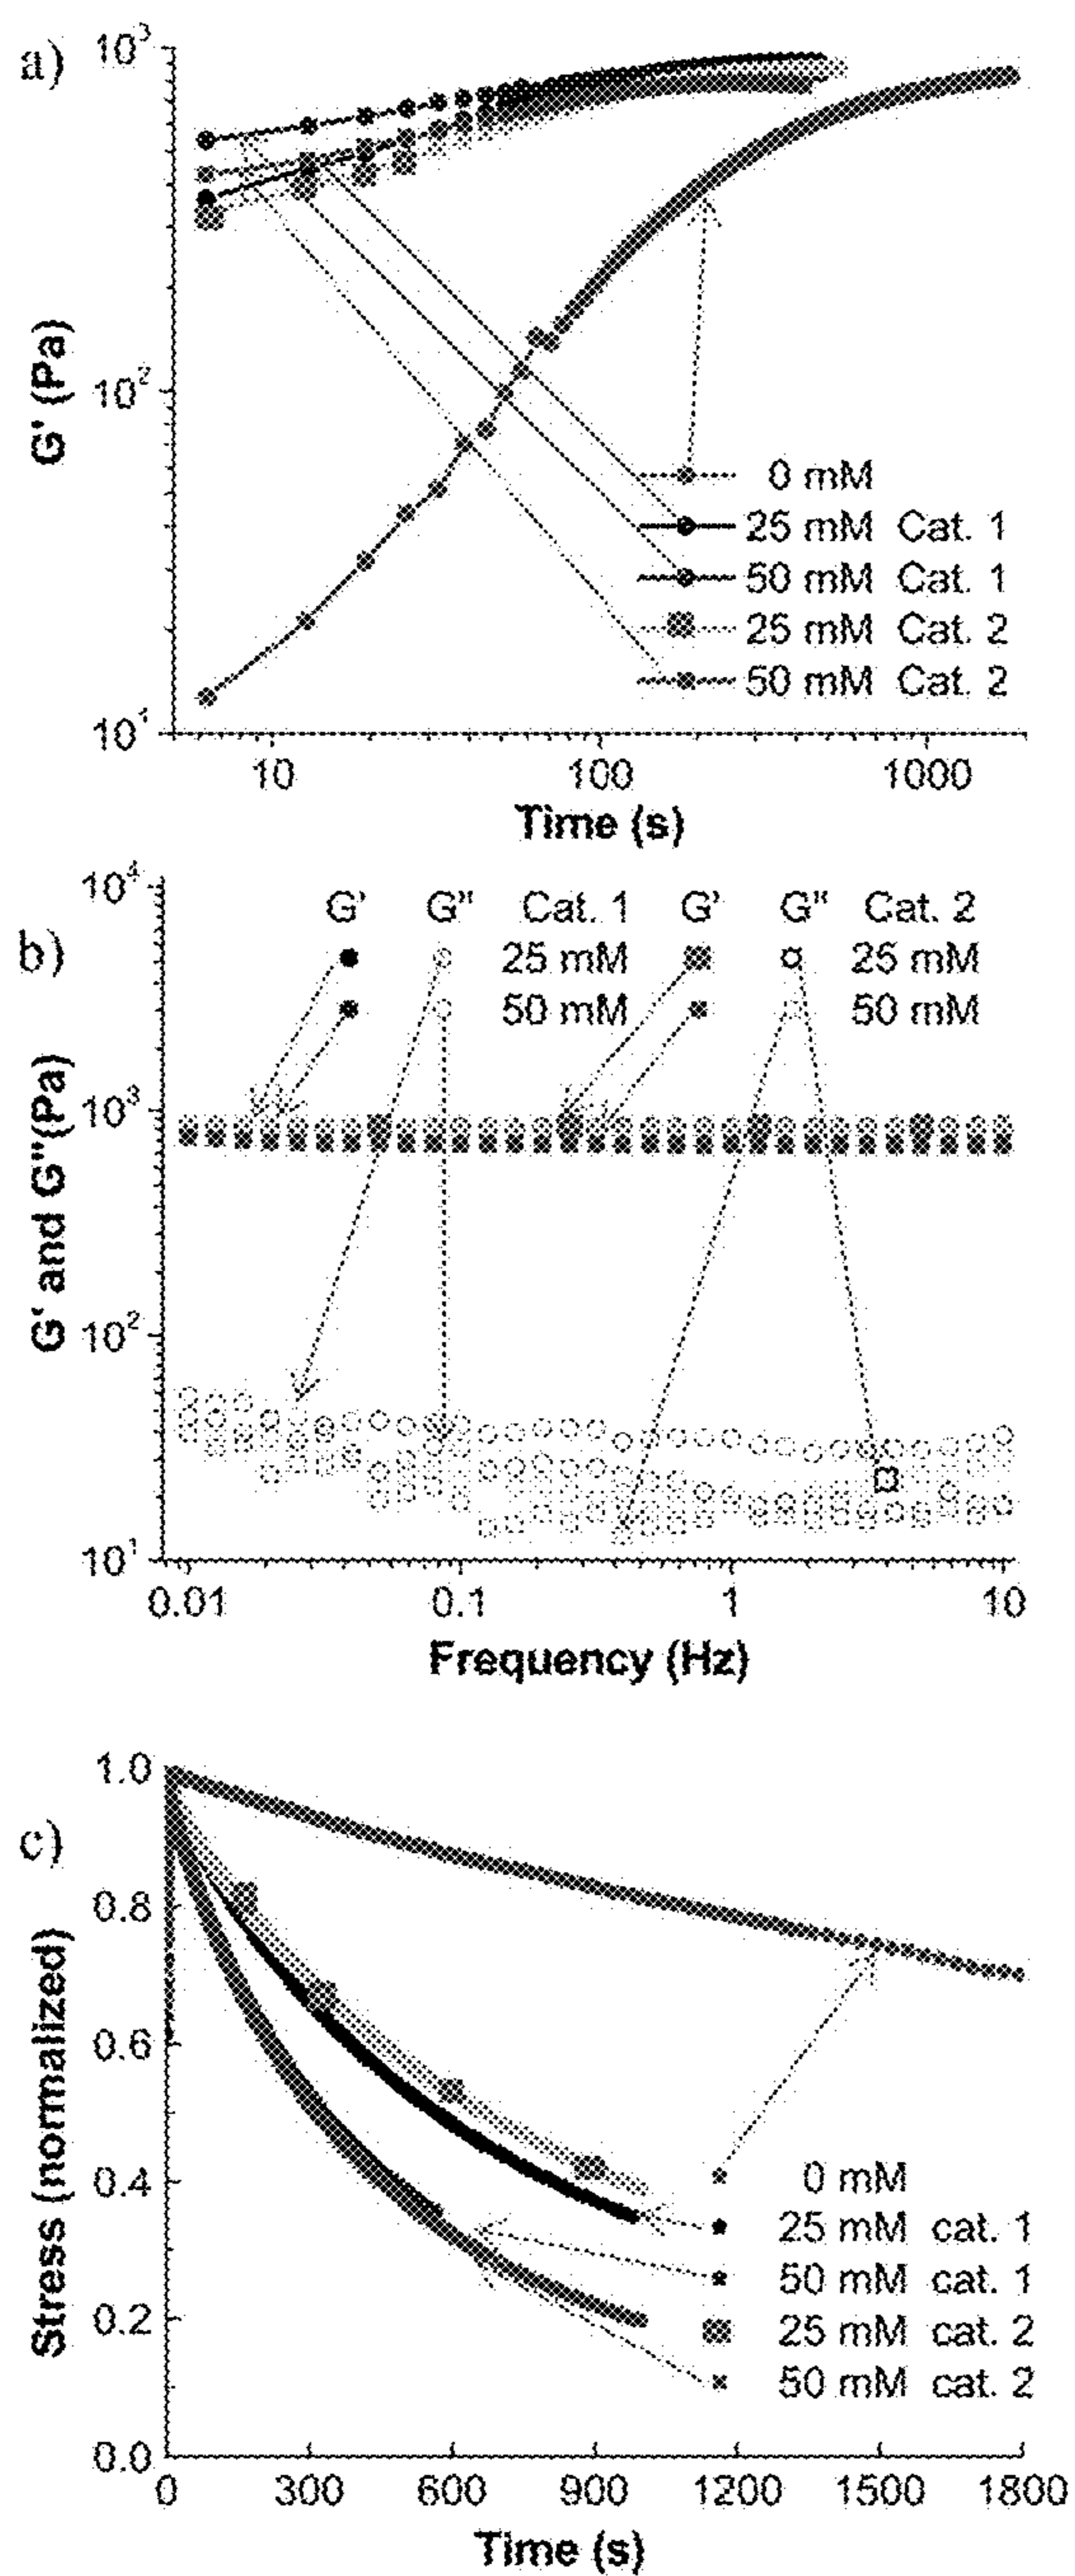 a)
10³
10²
10¹
G' (Pa)
0 mM
25 mM Cat. 1
50 mM Cat. 1
25 mM Cat. 2
50 mM Cat. 2
10 100 1000
Time (s)
b)
10⁴
10³
10²
10¹
G' and G"(Pa)
G' G" Cat. 1 G' G" Cat. 2
25 mM 25 mM
50 mM 50 mM
0.01 0.1 1 10
Frequency (Hz)
c)
1.0
0.8
0.6
0.4
0.2
0.0
Stress (normalized)
0 mM
25 mM cat. 1
50 mM cat. 1
25 mM cat. 2
50 mM cat. 2
0 300 600 900 1200 1500 1800
Time (s)